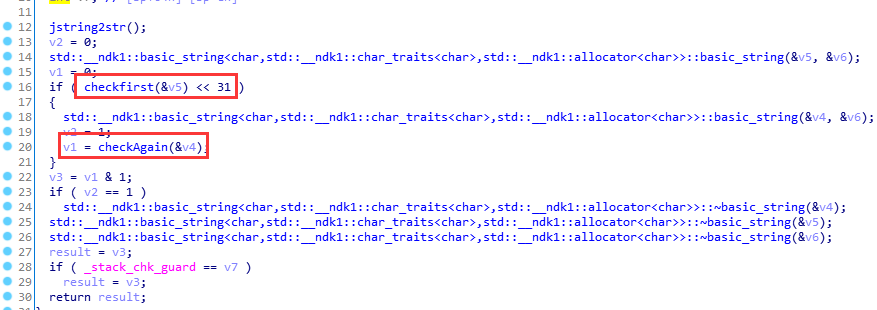 11
12 jstring2str();
13 v2 = 0;
14 std::__ndk1::basic_string<char,std::__ndk1::char_traits<char>,std::__ndk1::allocator<char>>::basic_string(&v5, &v6);
15 v1 = 0;
16 if ( checkfirst(&v5) << 31 )
17 {
18 std::__ndk1::basic_string<char,std::__ndk1::char_traits<char>,std::__ndk1::allocator<char>>::basic_string(&v4, &v6);
19 v2 = 1;
20 v1 = checkAgain(&v4);
21 }
22 v3 = v1 & 1;
23 if ( v2 == 1 )
24 std::__ndk1::basic_string<char,std::__ndk1::char_traits<char>,std::__ndk1::allocator<char>>::~basic_string(&v4);
25 std::__ndk1::basic_string<char,std::__ndk1::char_traits<char>,std::__ndk1::allocator<char>>::~basic_string(&v5);
26 std::__ndk1::basic_string<char,std::__ndk1::char_traits<char>,std::__ndk1::allocator<char>>::~basic_string(&v6);
27 result = v3;
28 if ( _stack_chk_guard == v7 )
29 result = v3;
30 return result;